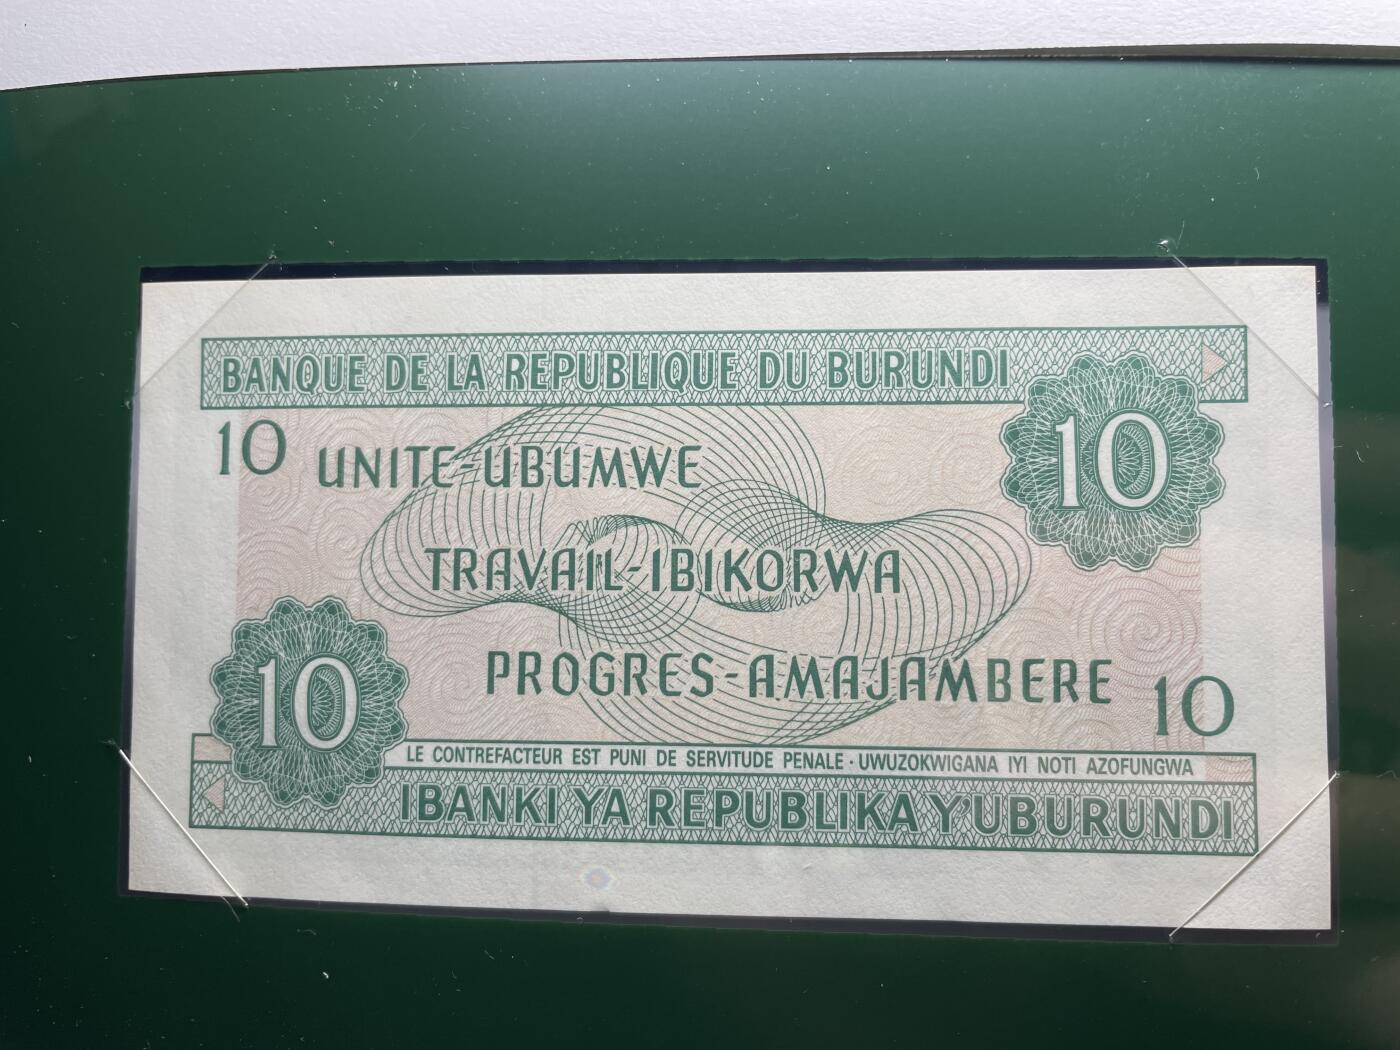 BANQUE DE LA REPUBLIQUE DU BURUNDI
10
10 UNITE-UBUMWE
TRAVAIL-IBIKORWA
PROGRES-AMAJAMBERE
10
10
LE CONTREFACTEUR EST PUNI DE SERVITUDE PENALE · UWUZOKWIGANA IYI NOTI AZOFUNGWA
IBANKI YA REPUBLIKA Y'UBURUNDI